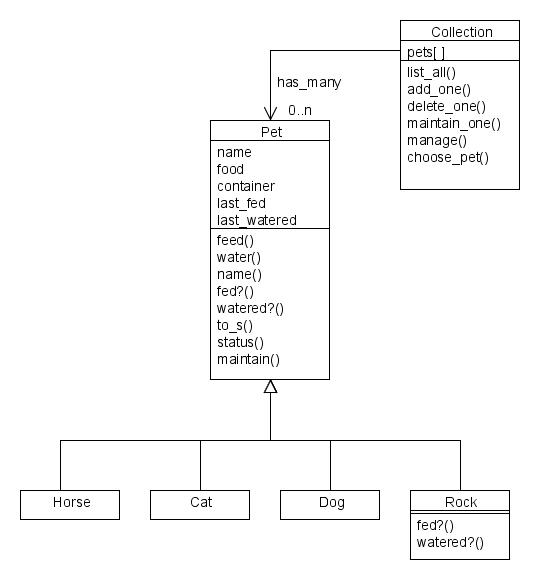 Collection
pets[ ]
list_all()
add_one()
delete_one()
maintain_one()
manage()
choose_pet()
has_many
0..n
Pet
name
food
container
last_fed
last_watered
feed()
water()
name()
fed?()
watered?()
to_s()
status()
maintain()
Horse
Cat
Dog
Rock
fed?()
watered?()